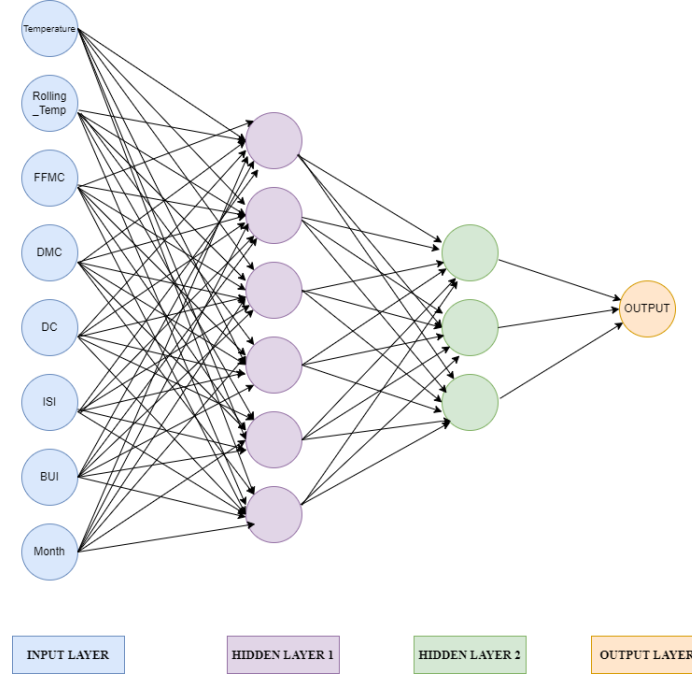 Temperature
Rolling
_Temp
FFMC
DMC
DC
ISI
BUI
Month
OUTPUT
INPUT LAYER
HIDDEN LAYER 1
HIDDEN LAYER 2
OUTPUT LAYER